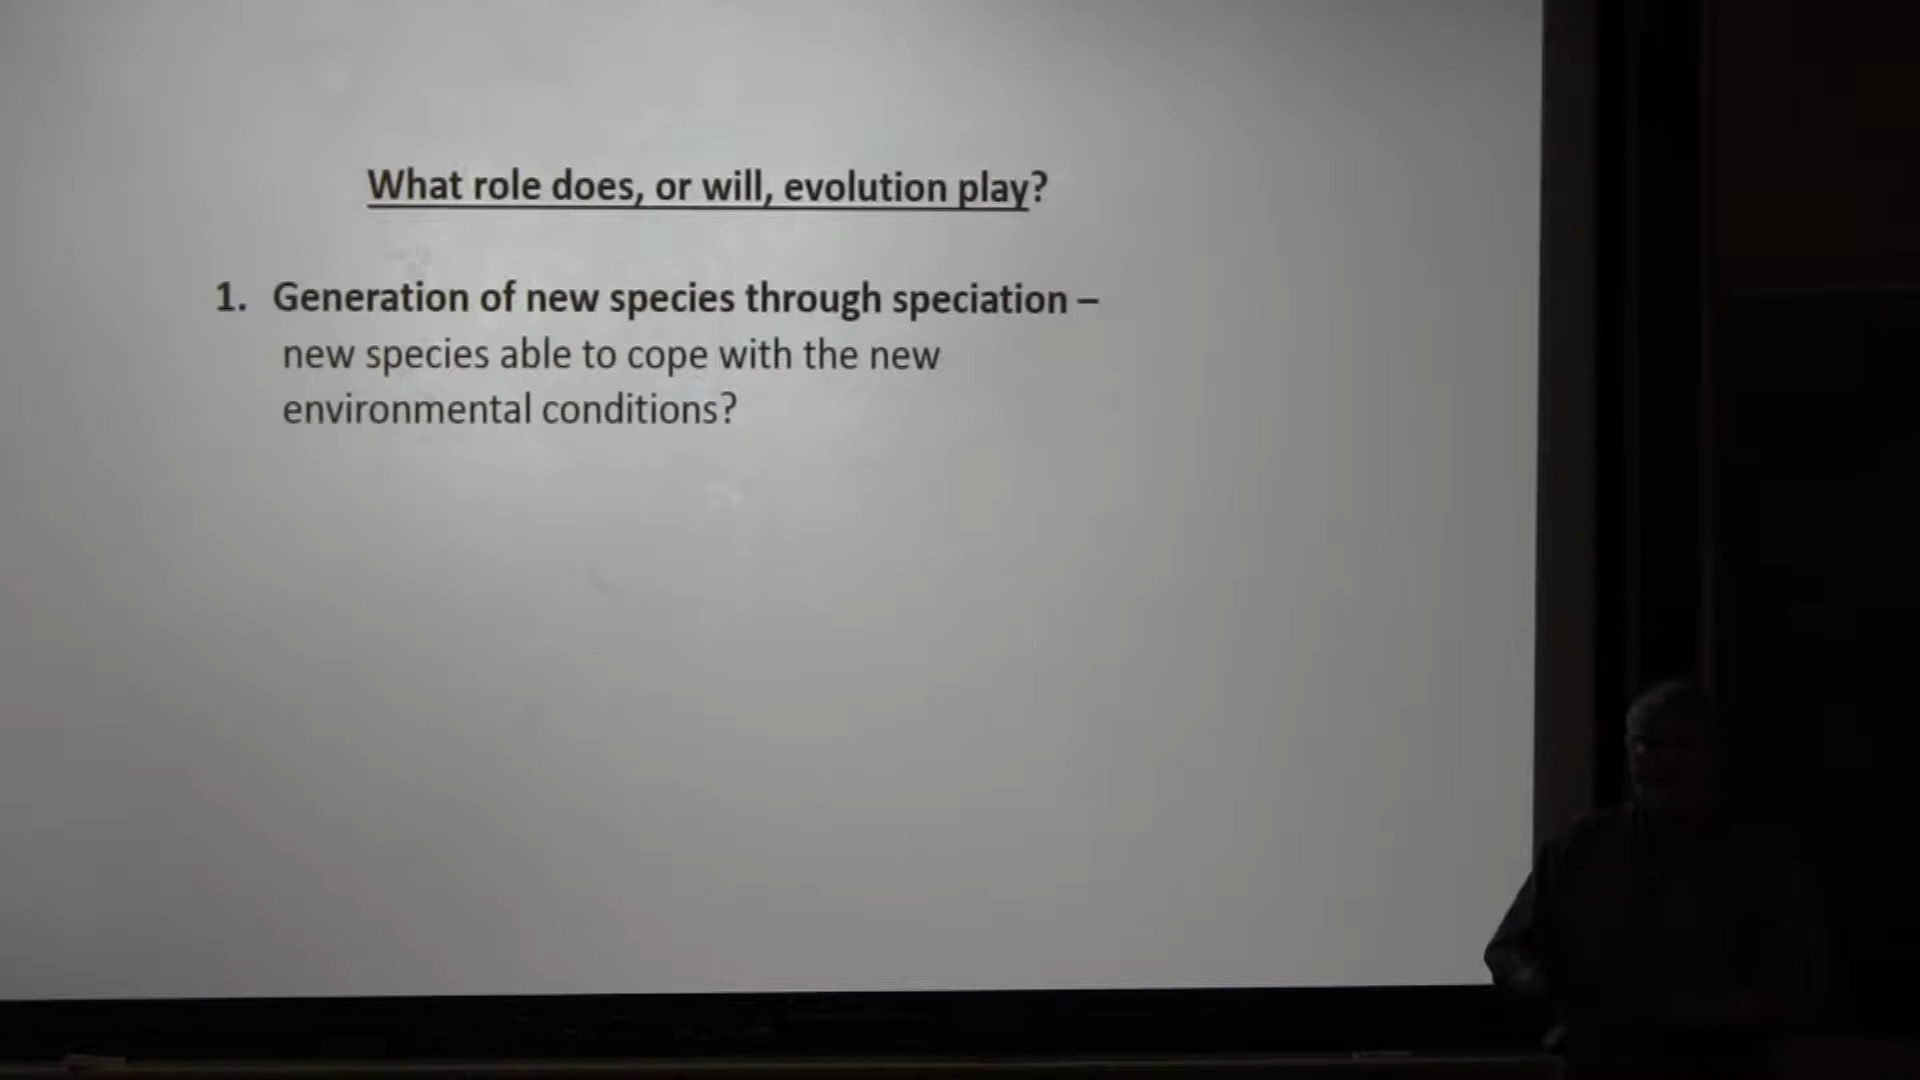 What role does, or will, evolution play?
1. Generation of new species through speciation –
new species able to cope with the new
environmental conditions?